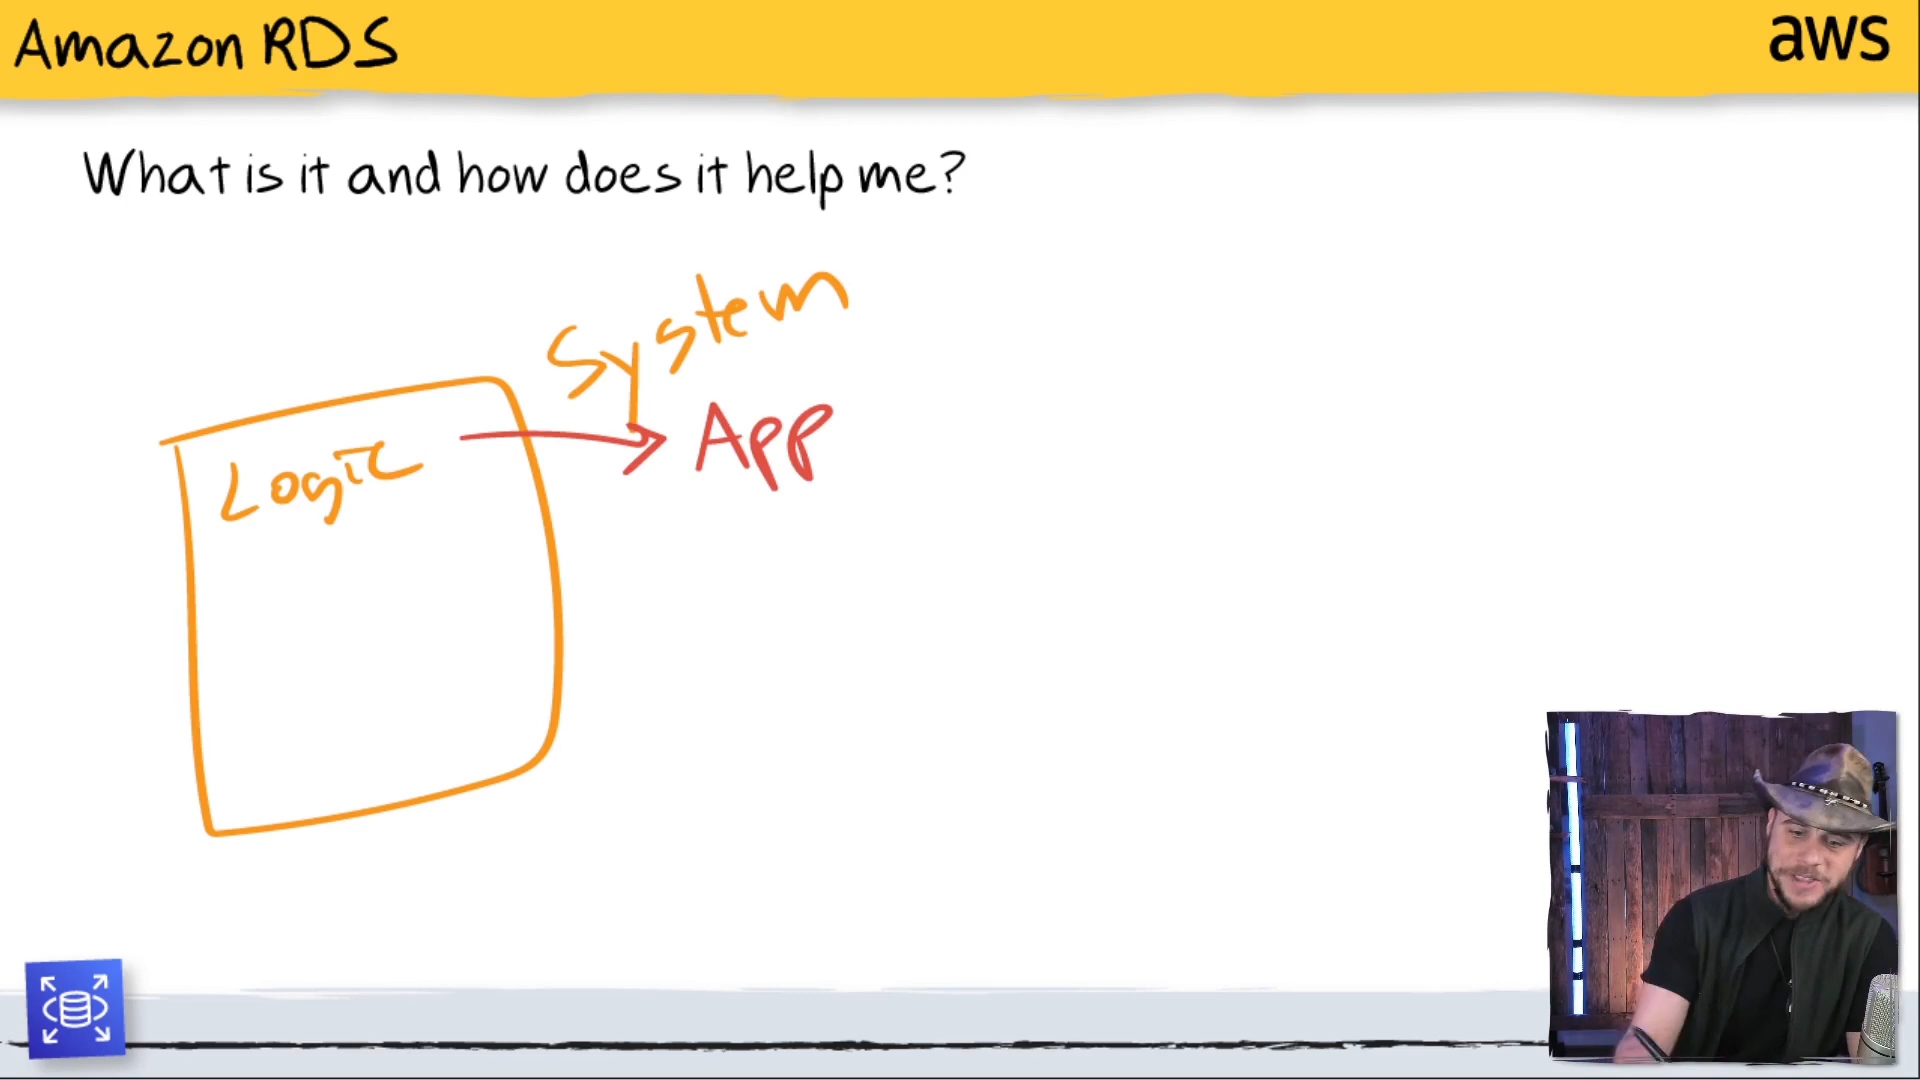 Amazon RDS
aws
What is it and how does it help me?
System
App
Logic